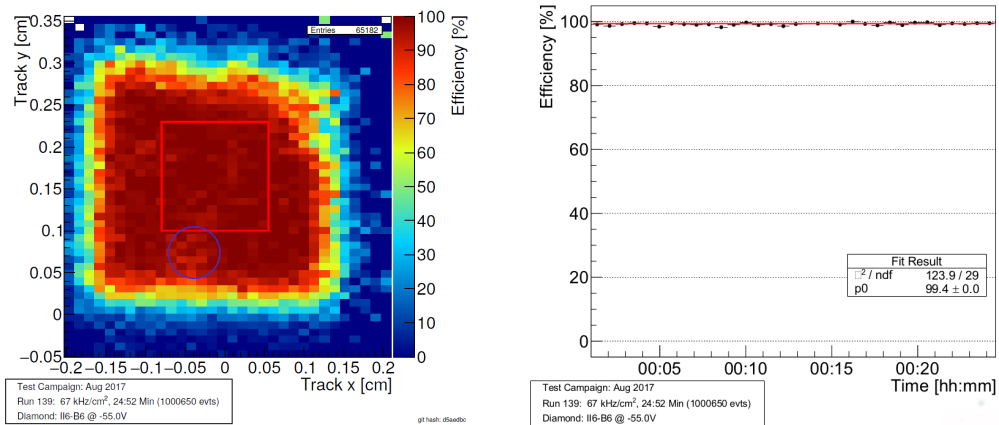 Entries 65182
Track y [cm]
0.35
0.3
0.25
0.2
0.15
0.1
0.05
0
−0.05
−0.2 −0.15 −0.1 −0.05 0 0.05 0.1 0.15 0.2
Track x [cm]
100
90
80
70
60
50
40
30
20
10
0
Efficiency [%]
Test Campaign: Aug 2017
Run 139: 67 kHz/cm², 24:52 Min (1000650 evts)
Diamond: II6-B6 @ -55.0V
git hash: d5aedbc
Efficiency [%]
100
80
60
40
20
0
Fit Result
□² / ndf 123.9 / 29
p0 99.4 ± 0.0
00:05 00:10 00:15 00:20
Time [hh:mm]
Test Campaign: Aug 2017
Run 139: 67 kHz/cm², 24:52 Min (1000650 evts)
Diamond: II6-B6 @ -55.0V